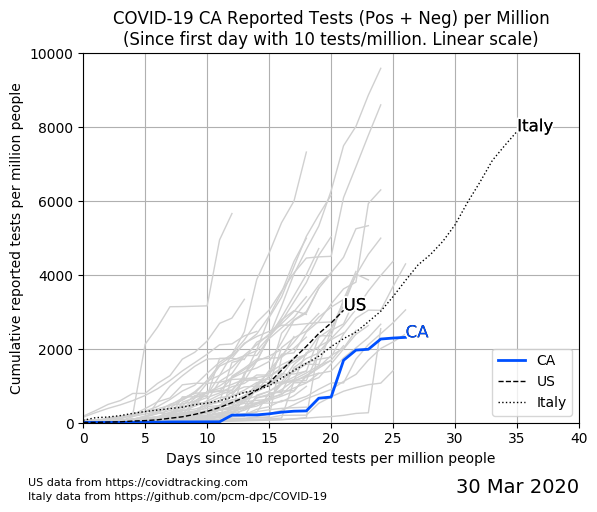 COVID-19 CA Reported Tests (Pos + Neg) per Million
(Since first day with 10 tests/million. Linear scale)
Cumulative reported tests per million people
10000
8000
6000
4000
2000
0
Italy
US
CA
CA
US
Italy
0 5 10 15 20 25 30 35 40
Days since 10 reported tests per million people
US data from https://covidtracking.com
Italy data from https://github.com/pcm-dpc/COVID-19
30 Mar 2020